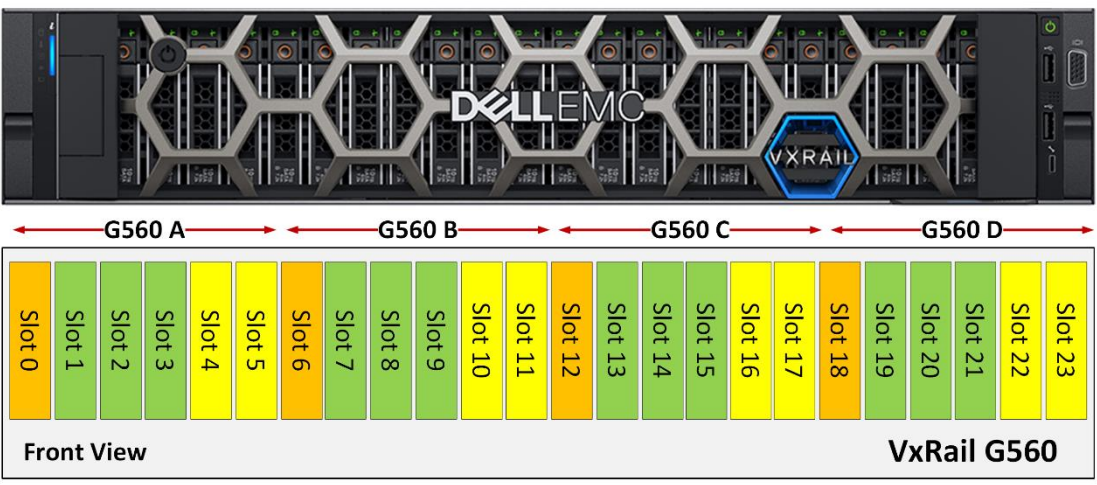 DELLEMC
VXRAIL
G560 A
G560 B
G560 C
G560 D
Slot 0
Slot 1
Slot 2
Slot 3
Slot 4
Slot 5
Slot 6
Slot 7
Slot 8
Slot 9
Slot 10
Slot 11
Slot 12
Slot 13
Slot 14
Slot 15
Slot 16
Slot 17
Slot 18
Slot 19
Slot 20
Slot 21
Slot 22
Slot 23
Front View
VxRail G560